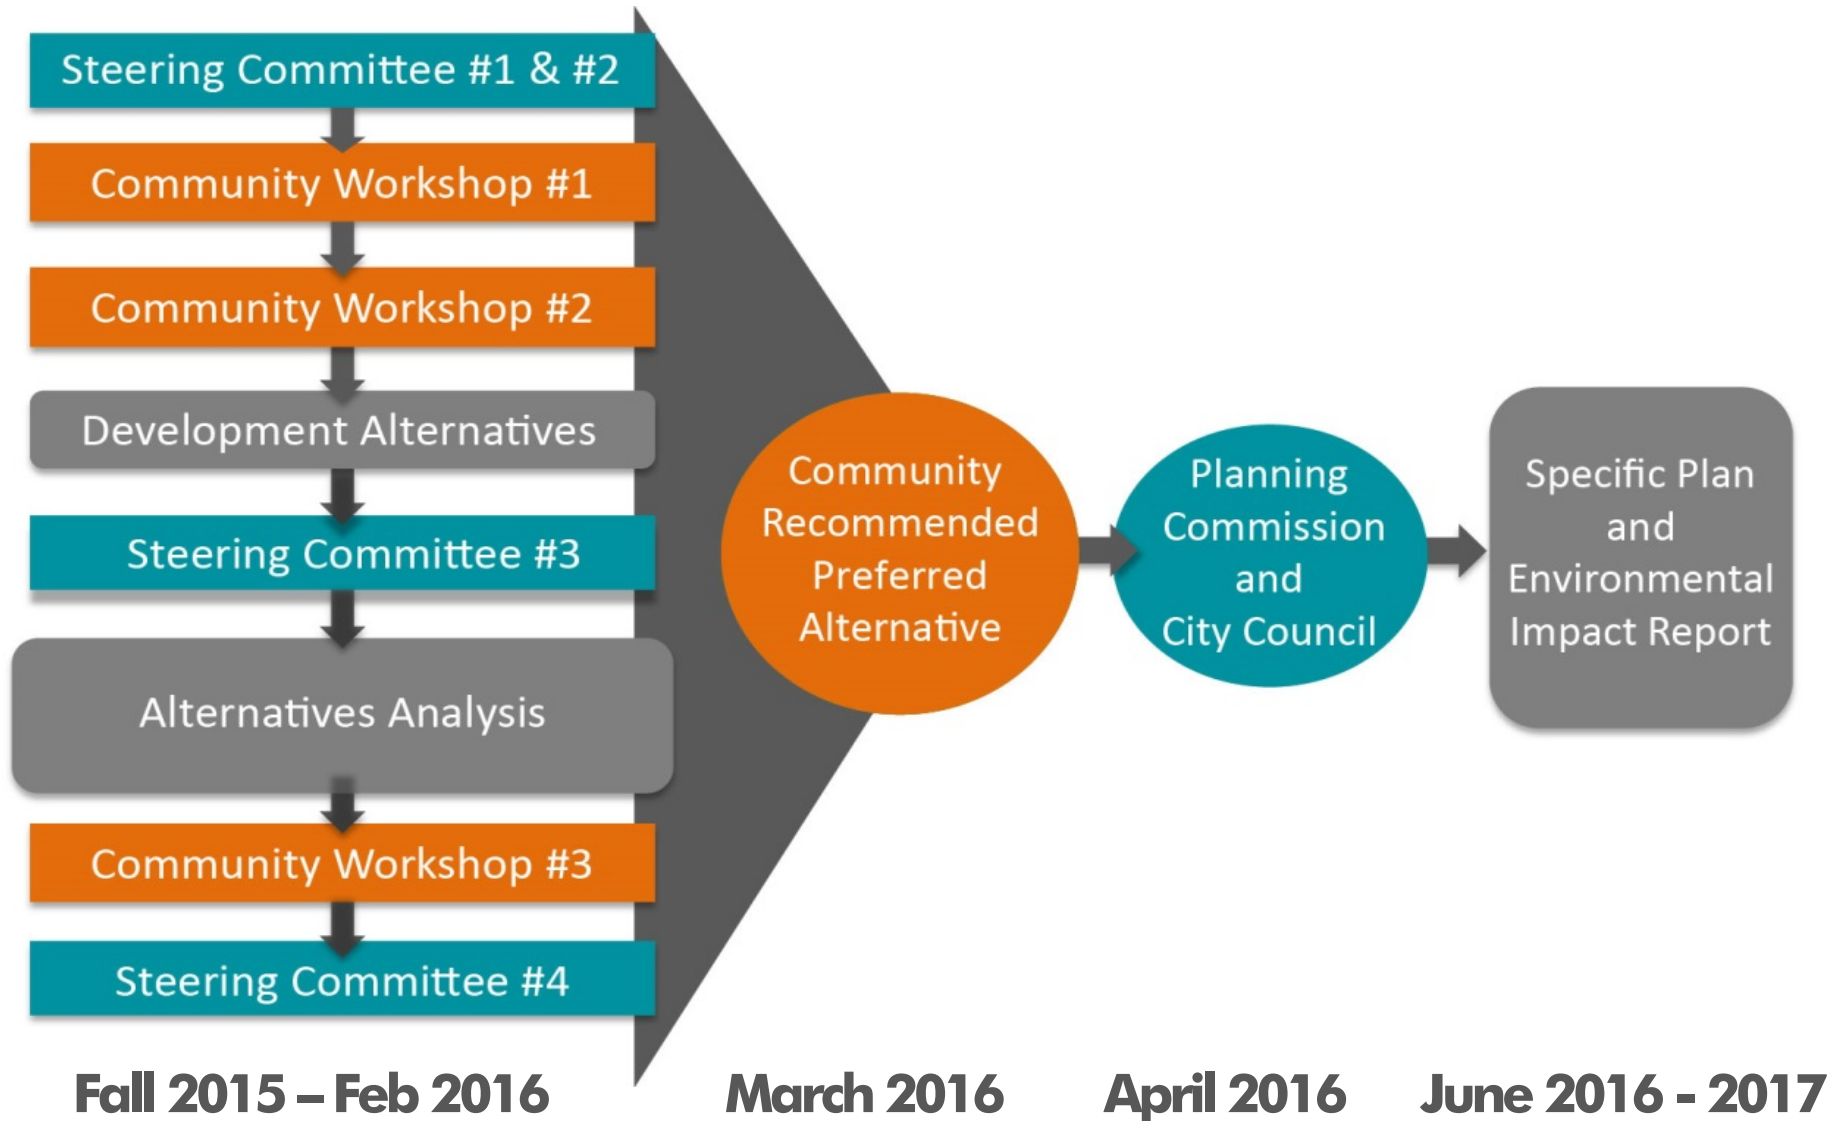 Steering Committee #1 & #2
Community Workshop #1
Community Workshop #2
Development Alternatives
Steering Committee #3
Alternatives Analysis
Community Workshop #3
Steering Committee #4
Community
Recommended
Preferred
Alternative
Planning
Commission
and
City Council
Specific Plan
and
Environmental
Impact Report
Fall 2015 – Feb 2016
March 2016
April 2016
June 2016 - 2017